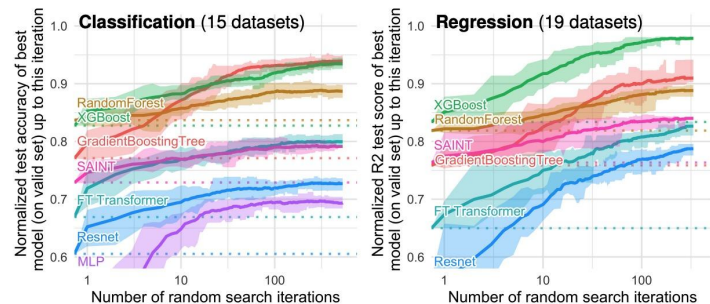 Classification (15 datasets)
Normalized test accuracy of best
model (on valid set) up to this iteration
1.0
0.9
0.8
0.7
0.6
RandomForest
XGBoost
GradientBoostingTree
SAINT
FT Transformer
Resnet
MLP
1
10
100
Number of random search iterations
Regression (19 datasets)
Normalized R2 test score of best
model (on valid set) up to this iteration
1.0
0.9
0.8
0.7
0.6
XGBoost
RandomForest
SAINT
GradientBoostingTree
FT Transformer
Resnet
1
10
100
Number of random search iterations